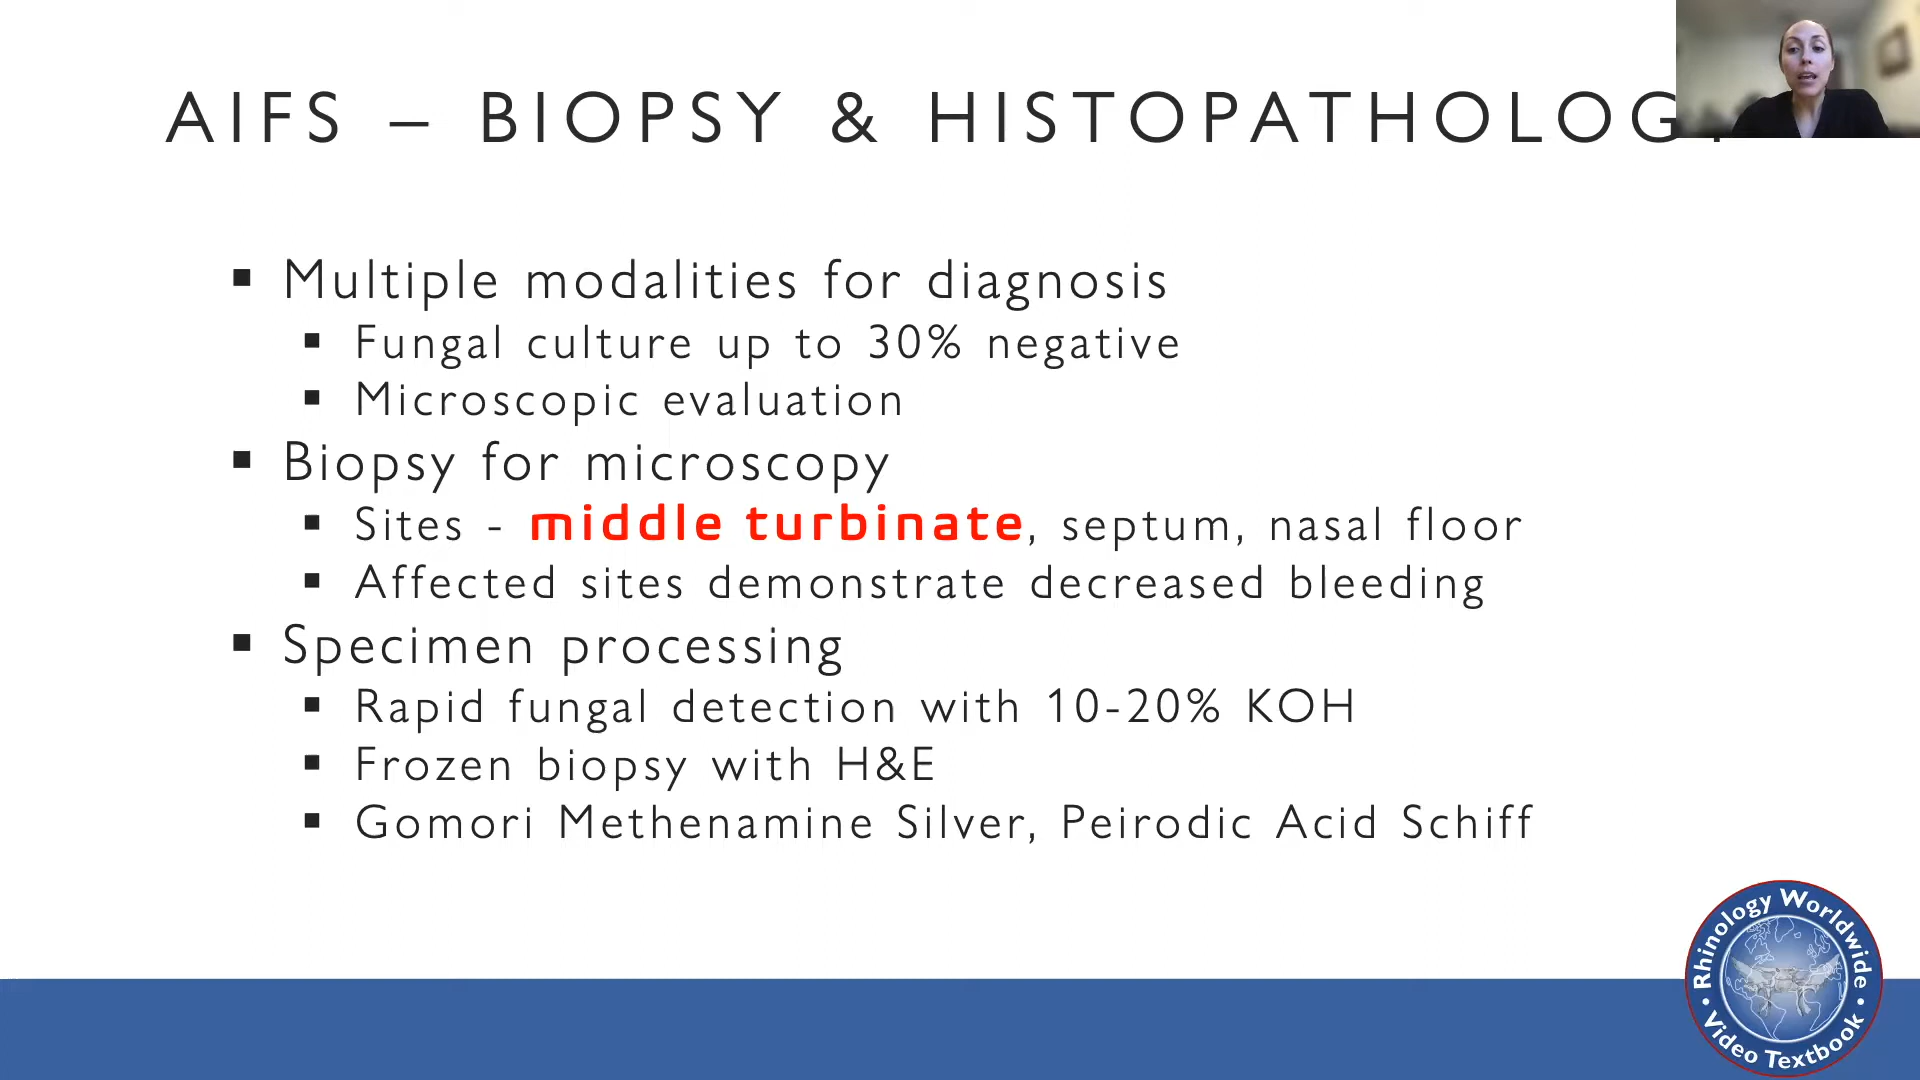 AIFS – BIOPSY & HISTOPATHOLOGY
▪ Multiple modalities for diagnosis
▪ Fungal culture up to 30% negative
▪ Microscopic evaluation
▪ Biopsy for microscopy
▪ Sites - middle turbinate, septum, nasal floor
▪ Affected sites demonstrate decreased bleeding
▪ Specimen processing
▪ Rapid fungal detection with 10-20% KOH
▪ Frozen biopsy with H&E
▪ Gomori Methenamine Silver, Peirodic Acid Schiff
Rhinology Worldwide
• Video Textbook •